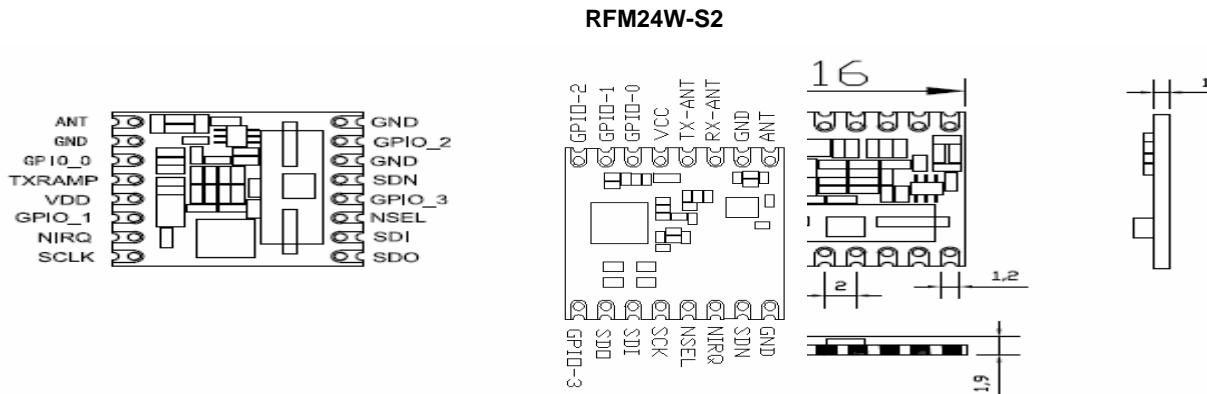 RFM24W-S2
ANT
GND
GPIO_0
TXRAMP
VDD
GPIO_1
NIRQ
SCLK
GND
GPIO_2
GND
SDN
GPIO_3
NSEL
SDI
SDO
GPIO-2
GPIO-1
GPIO-0
VCC
TX-ANT
RX-ANT
GND
ANT
GPIO-3
SDO
SDI
SCK
NSEL
NIRQ
SDN
GND
16
2
1,2
1,9
1